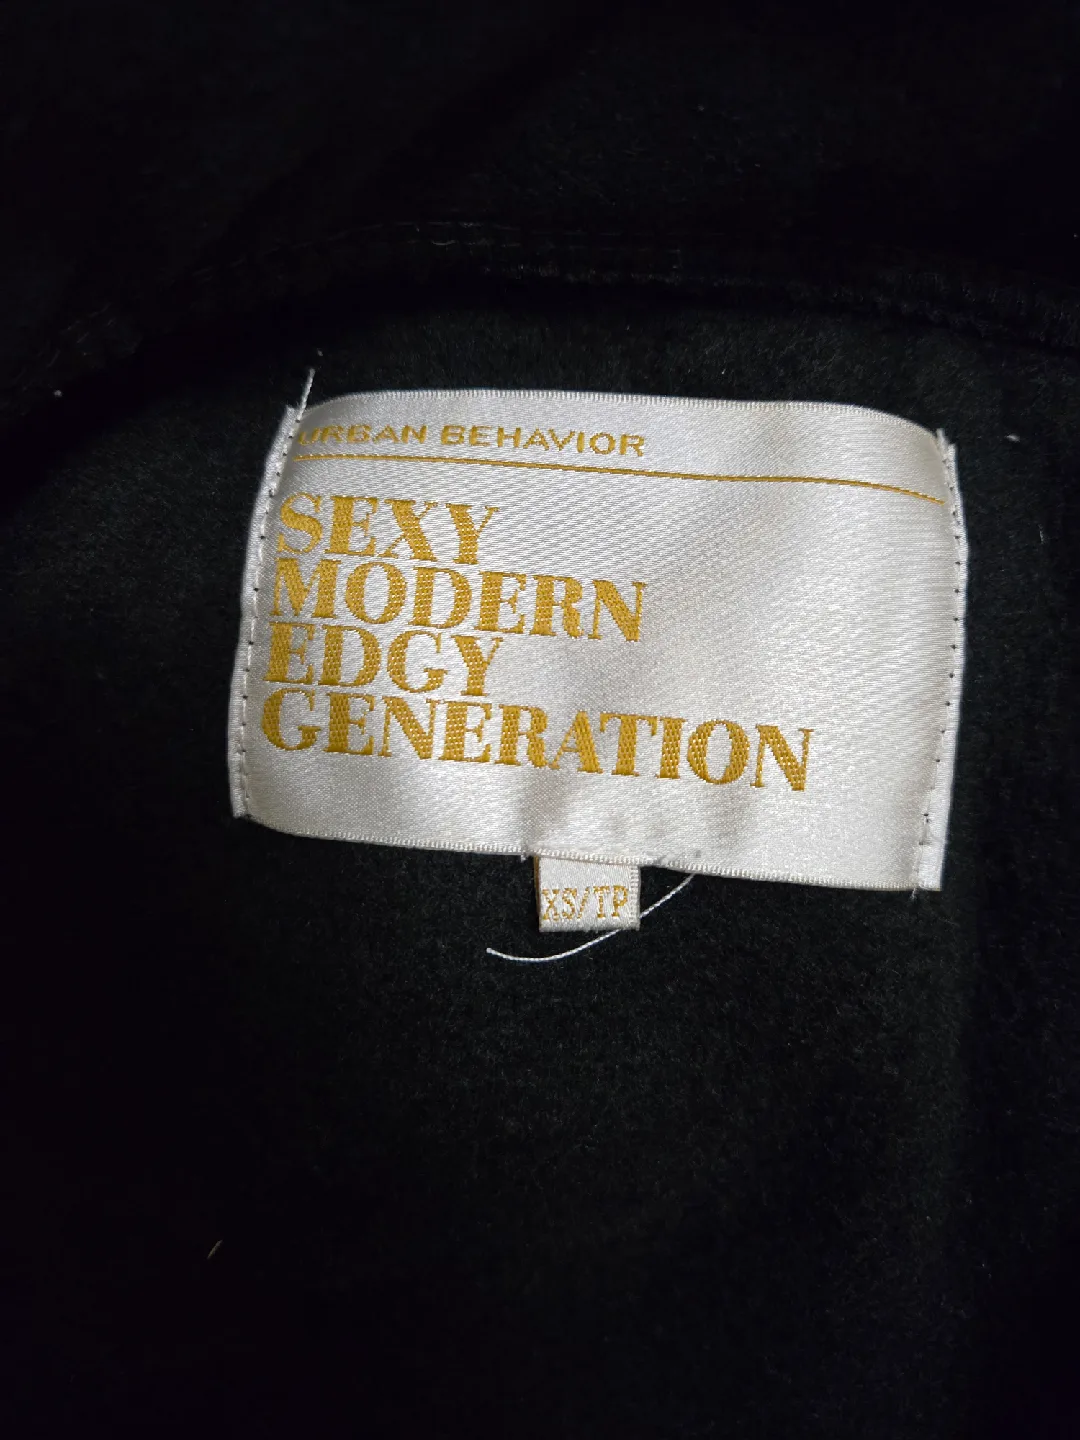 URBAN BEHAVIOR
SEXY
MODERN
EDGY
GENERATION
XS/TP